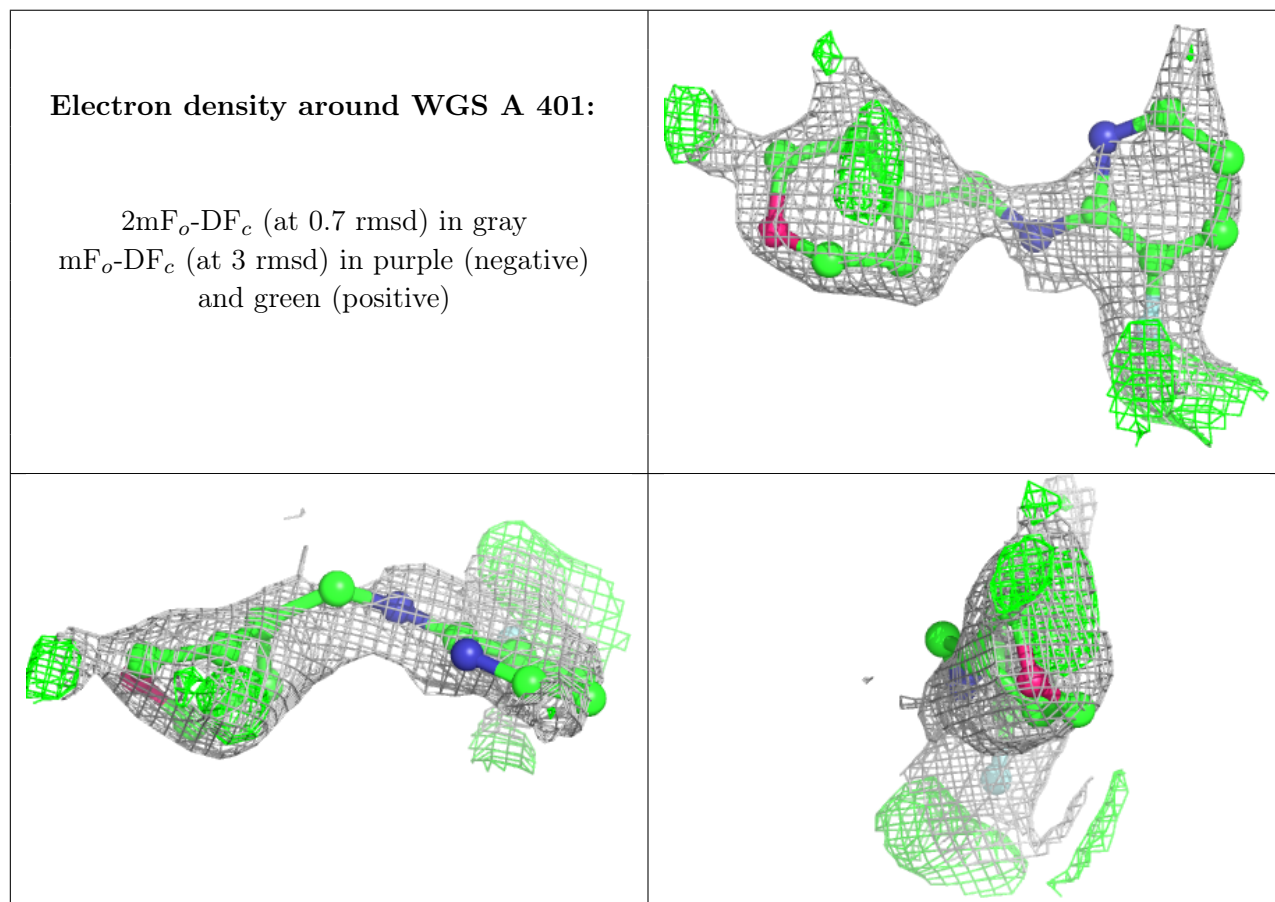 Electron density around WGS A 401:
2mFo-DFc (at 0.7 rmsd) in gray
mFo-DFc (at 3 rmsd) in purple (negative)
and green (positive)